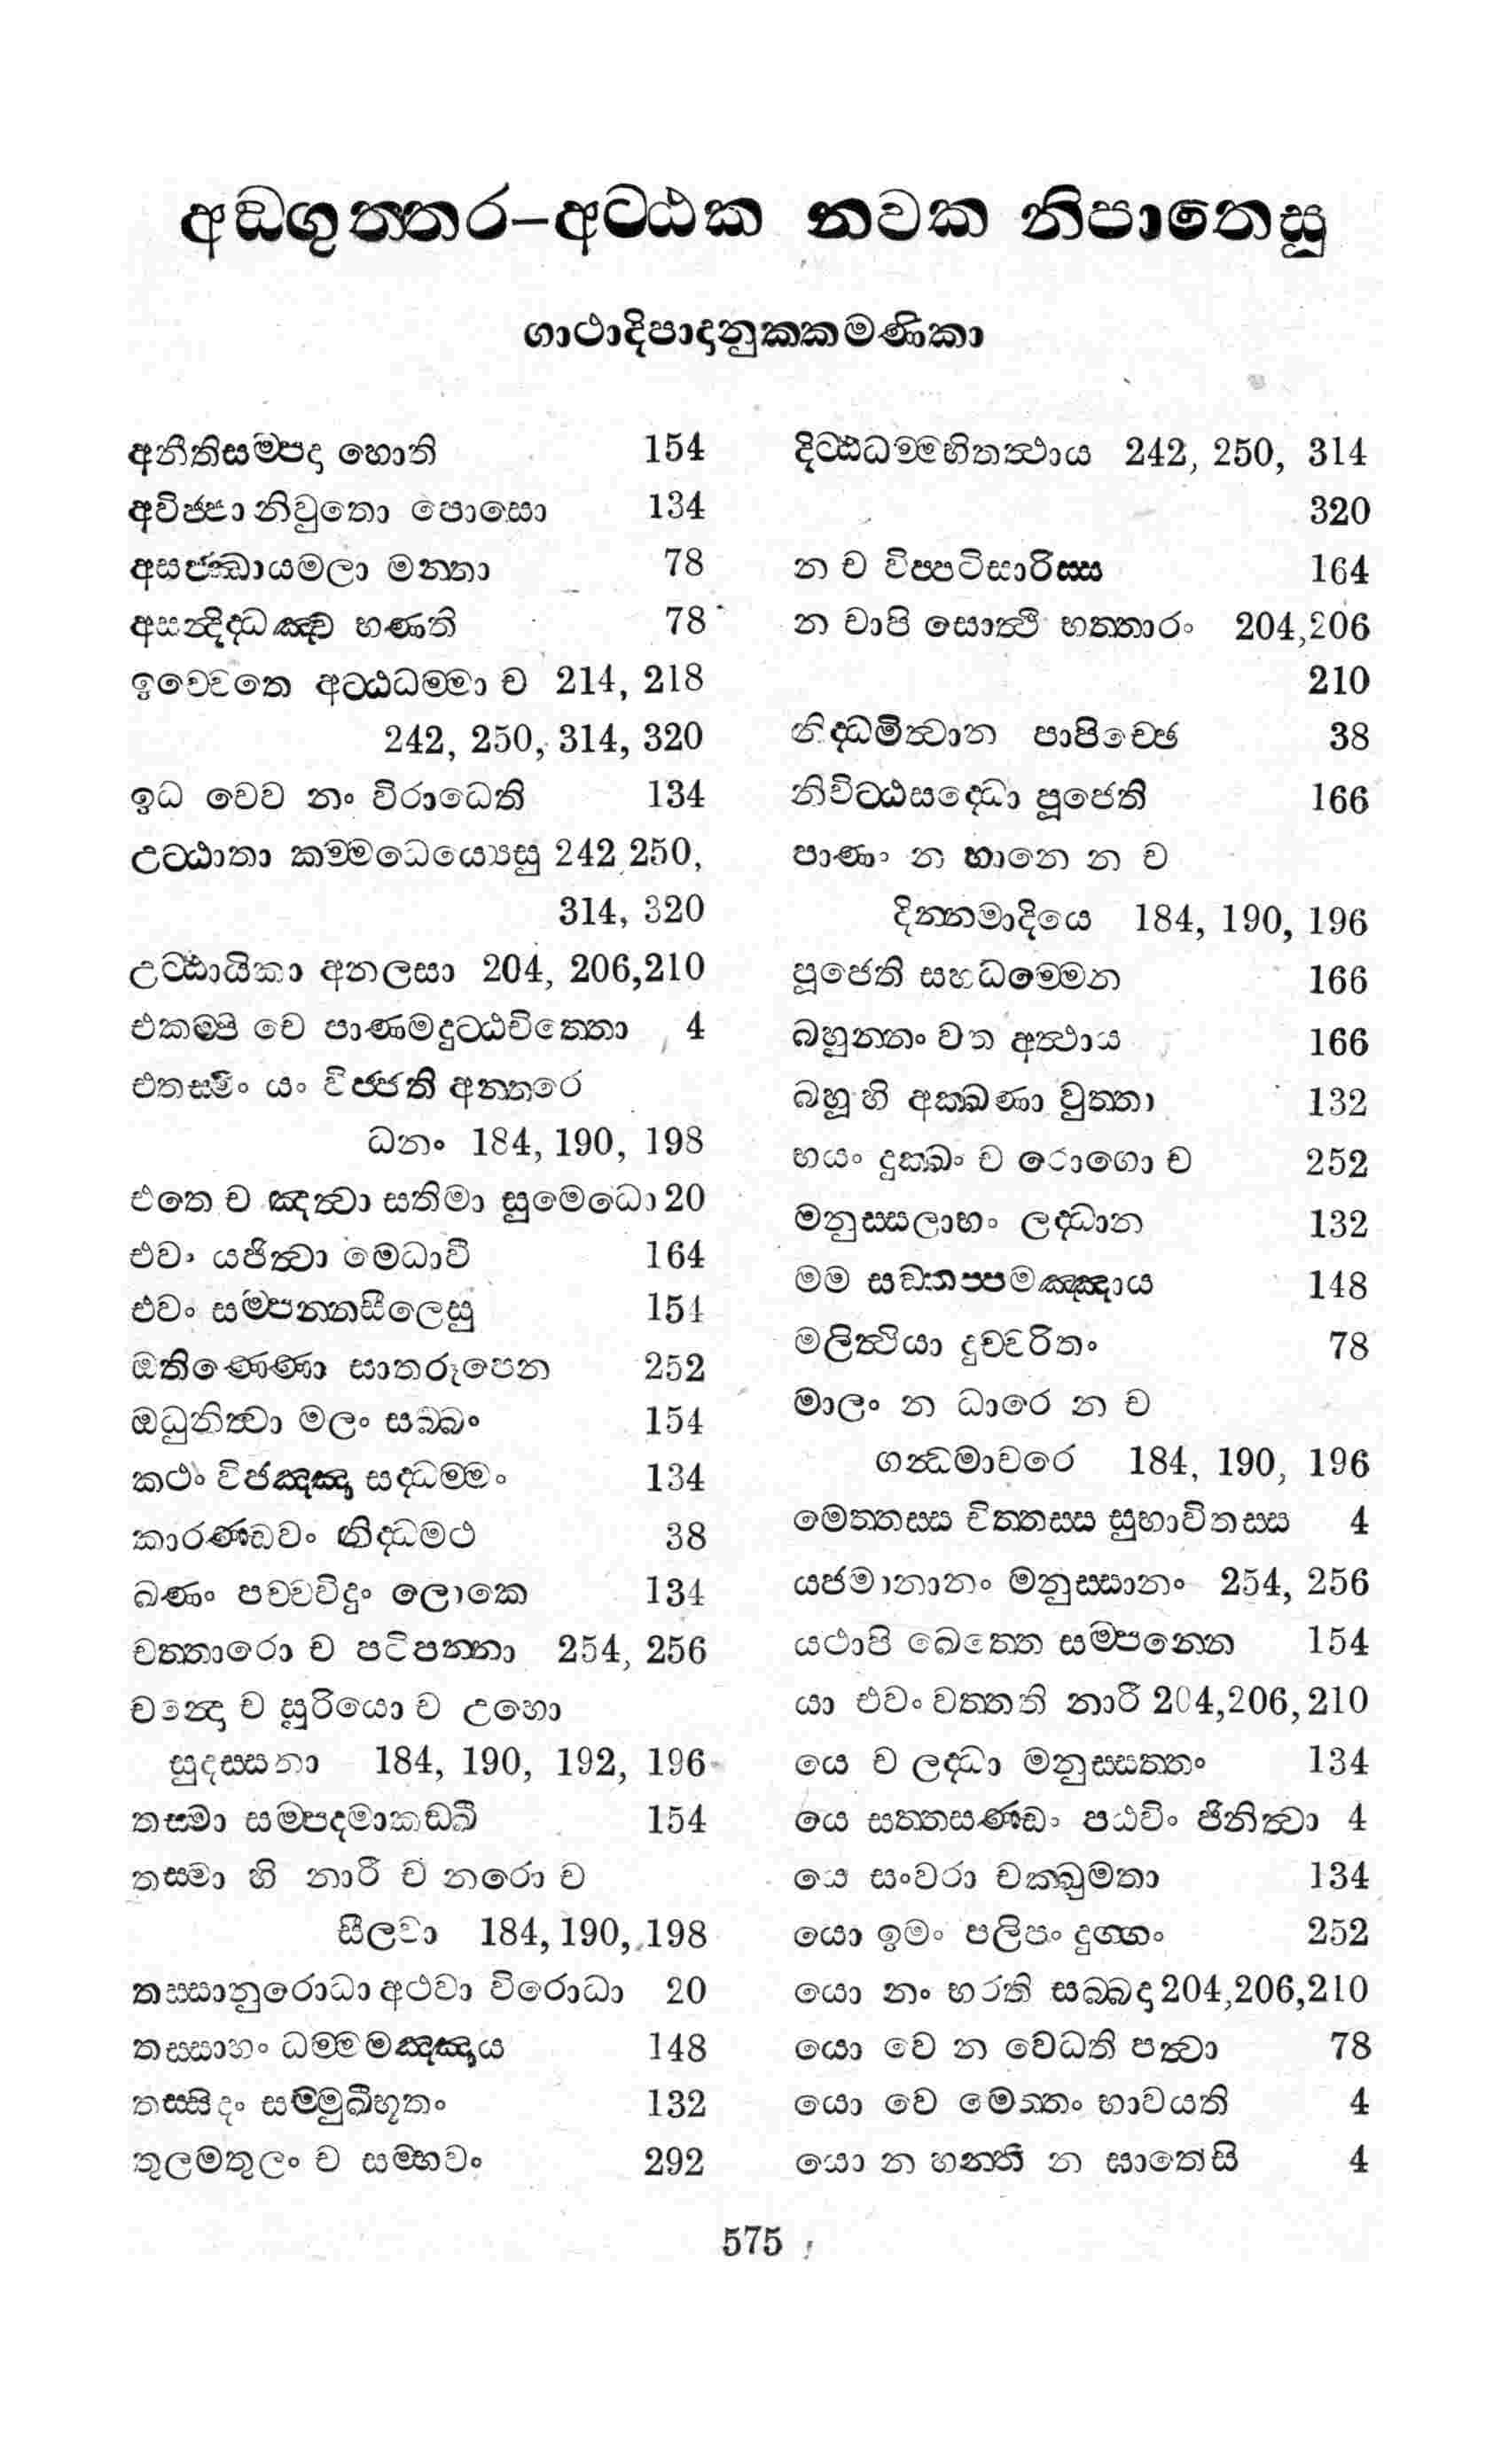 අඞගුත්තර–අට්ඨක නවක නිපාතෙසු
ගාථාදිපාදානුක්කමණිකා
අනීතිසම්පදා හොති 154
අවිජ්ජා නිවුතො පොසො 134
අසජ්ඣායමලා මන්තා 78
අසන්දිද්ධඤ්ච භණති 78
ඉච්චෙතෙ අට්ඨධම්මා ච 214, 218
242, 250, 314, 320
ඉධ චෙව නං විරාධෙති 134
උට්ඨාතා කම්මධෙය්‍යෙසු 242 250,
314, 320
උට්ඨායිකා අනලසා 204, 206,210
එකම්පි චෙ පාණමදුට්ඨචිත්තො 4
එතස්මිං යං විජ්ජති අන්තරෙ
ධනං 184, 190, 198
එතෙ ච ඤත්වා සතිමා සුමෙධො 20
එවං යජිත්වා මෙධාවී 164
එවං සම්පන්නසීලෙසු 154
ඔතිණ්ණො සාතරූපෙන 252
ඔධුනිත්වා මලං සබ්බං 154
කථං විජඤ්ඤ සද්ධම්මං 134
කාරණ්ඩවං නිද්ධමථ 38
ඛණං පච්චවිදුං ලොකෙ 134
චත්තාරො ච පටිපන්නා 254, 256
චන්දො ච සූරියො ච උභො
සුදස්සනා 184, 190, 192, 196
තස්මා සම්පදමාකඞ්ඛී 154
තස්මා හි නාරී ච නරො ච
සීලවා 184, 190, 198
තස්සානුරොධා අථවා විරොධා 20
තස්සාහං ධම්මමඤ්ඤාය 148
තස්සිදං සම්මුඛීභූතං 132
තුලමතුලං ච සම්භවං 292
දිට්ඨධම්මහිතත්ථාය 242, 250, 314
320
න ච විප්පටිසාරිස්ස 164
න චාපි සොත්ථි භත්තාරං 204,206
210
නිද්ධමිත්වාන පාපිච්ඡෙ 38
නිවිට්ඨසද්ධො පූජෙති 166
පාණං න හානෙ න ච
දින්නමාදියෙ 184, 190, 196
පූජෙති සහධම්මෙන 166
බහුන්නං වත අත්ථාය 166
බහූ හි අක්ඛණා වුත්තා 132
භයං දුක්ඛං ච රොගො ච 252
මනුස්සලාභං ලද්ධාන 132
මම සඞ්කප්පමඤ්ඤාය 148
මලිත්ථියා දුච්චරිතං 78
මාලං න ධාරෙ න ච
ගන්ධමාචරෙ 184, 190, 196
මෙත්තස්ස චිත්තස්ස සුභාවිතස්ස 4
යජමානානං මනුස්සානං 254, 256
යථාපි ඛෙත්තෙ සම්පන්නෙ 154
යා එවං වත්තති නාරී 204,206,210
යෙ ච ලද්ධා මනුස්සත්තං 134
යෙ සත්තසණ්ඩං පඨවිං ජිනිත්වා 4
යෙ සංවරා චක්ඛුමතා 134
යො ඉමං පලිපං දුග්ගං 252
යො නං භරති සබ්බදා 204,206,210
යො වෙ න වෙධති පත්වා 78
යො වෙ මෙත්තං භාවයති 4
යො න හන්තී න ඝාතෙසි 4
575